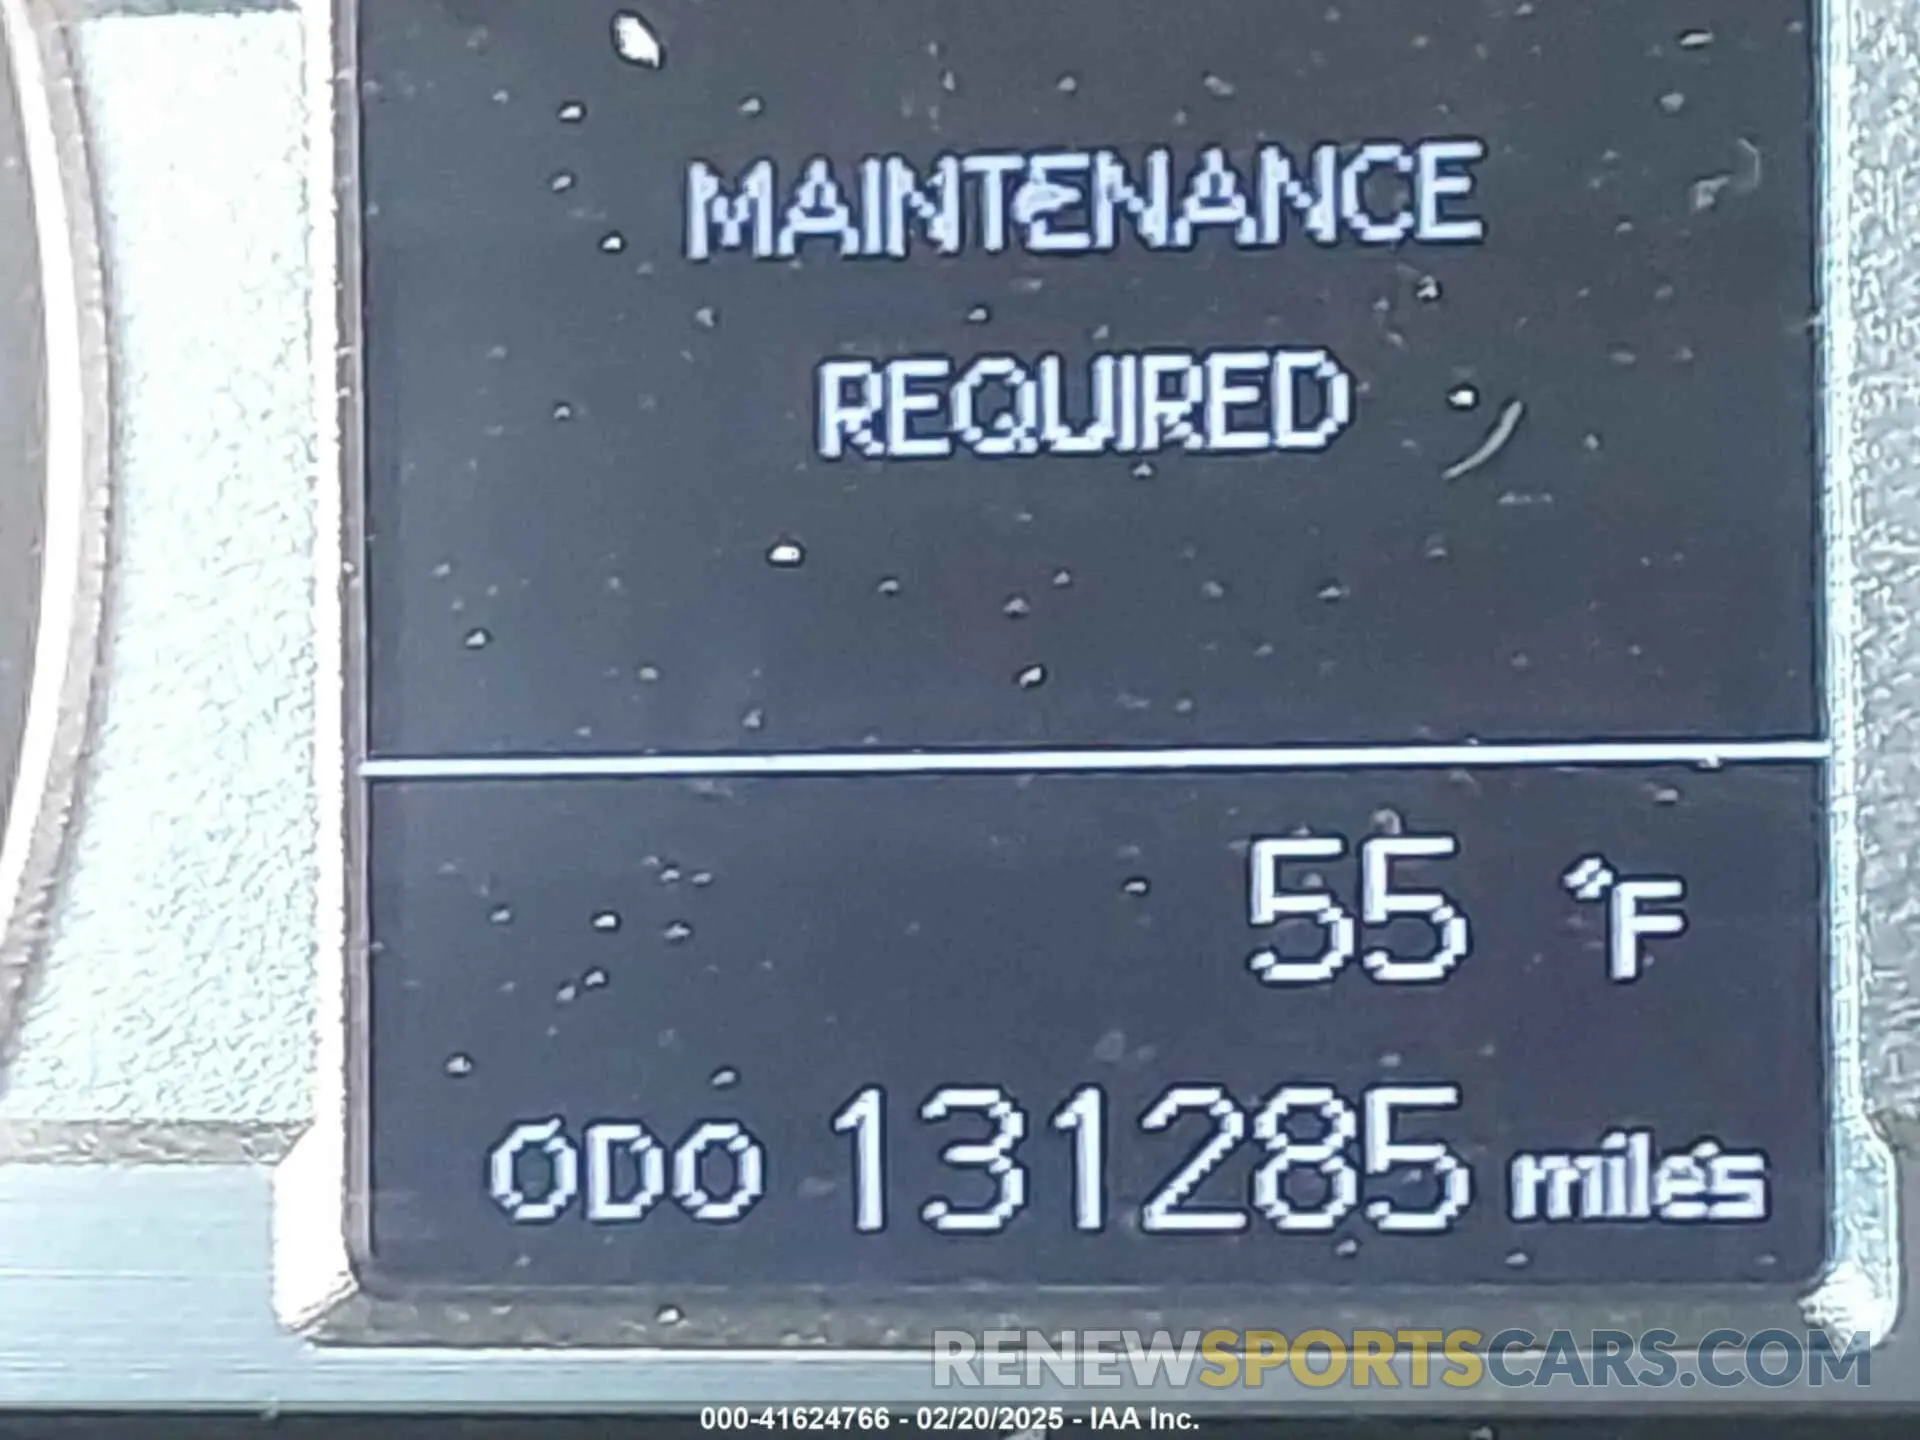 MAINTENANCE
REQUIRED
55 °F
ODO 131285 miles
RENEWSPORTSCARS.COM
000-41624766 - 02/20/2025 - IAA Inc.